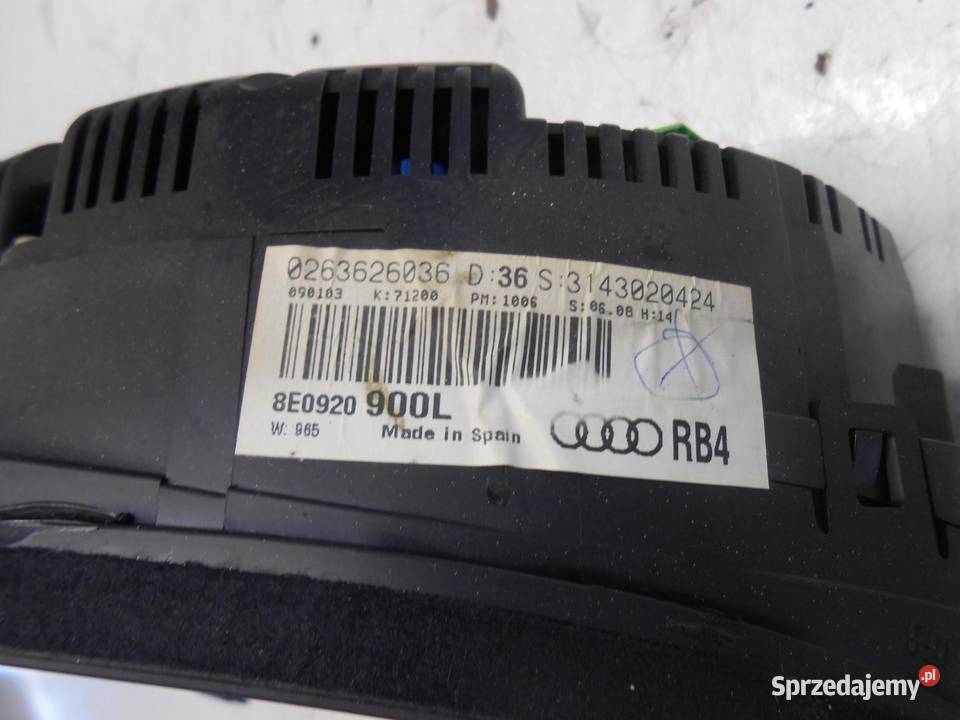 0263626036 D:36 S:3143020424
090103 K:71200 PM:1006 S:06.08 H:14
8E0920 900L
W: 965 Made in Spain RB4
Sprzedajemy.pl